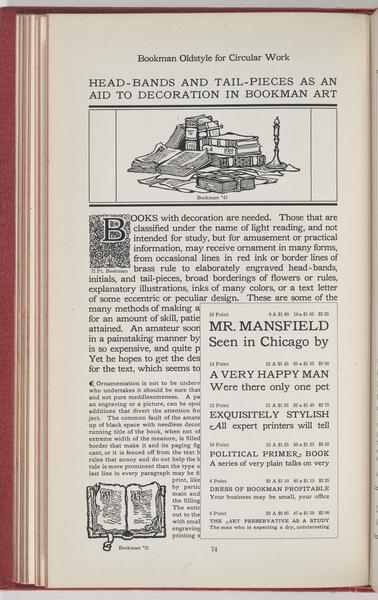 Bookman Oldstyle for Circular Work
HEAD-BANDS AND TAIL-PIECES AS AN
AID TO DECORATION IN BOOKMAN ART
Bookman *41
BOOKS with decoration are needed. Those that are
classified under the name of light reading, and not
intended for study, but for amusement or practical
information, may receive ornament in many forms,
from occasional lines in red ink or border lines of
72 Pt. Bookman
brass rule to elaborately engraved head-bands,
initials, and tail-pieces, broad borderings of flowers or rules,
explanatory illustrations, inks of many colors, or a text letter
of some eccentric or peculiar design. These are some of the
many methods of making a
for an amount of skill, patie
attained. An amateur soon
in a painstaking manner by
is so expensive, and quite p
Yet he hopes to get the des
for the text, which seems to
Ornamentation is not to be underv
who undertakes it should be sure that
and not pure meddlesomeness. A pa
an engraving or a picture, can be spoi
additions that divert the attention fro
ject. The common fault of the amate
up of black space with needless decor
running title of the book, when not of
extreme width of the measure, is filled
border that make it and its paging fig
cant, or it is fenced off from the text b
rules that annoy and do not help the b
rule is more prominent than the type o
last line in every paragraph may be fi
print, like
by partic
main and
the filling
The entir
out to the
with smal
engraving
printing s
Bookman *31
18 Point
MR. MANSFIELD
Seen in Chicago by
14 Point
A VERY HAPPY MAN
Were there only one pet
12 Point
EXQUISITELY STYLISH
All expert printers will tell
10 Point
POLITICAL PRIMER BOOK
A series of very plain talks on very
8 Point
DRESS OF BOOKMAN PROFITABLE
Your business may be small, your office
6 Point
THE ART PRESERVATIVE AS A STUDY
The man who is expecting a dry, uninteresting
74